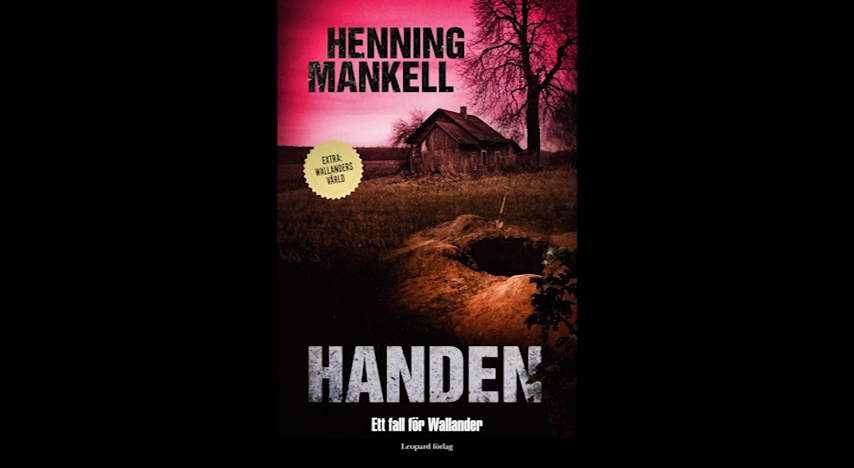 HENNING
MANKELL
EXTRA:
WALLANDERS
VÄRLD
HANDEN
Ett fall för Wallander
Leopard förlag